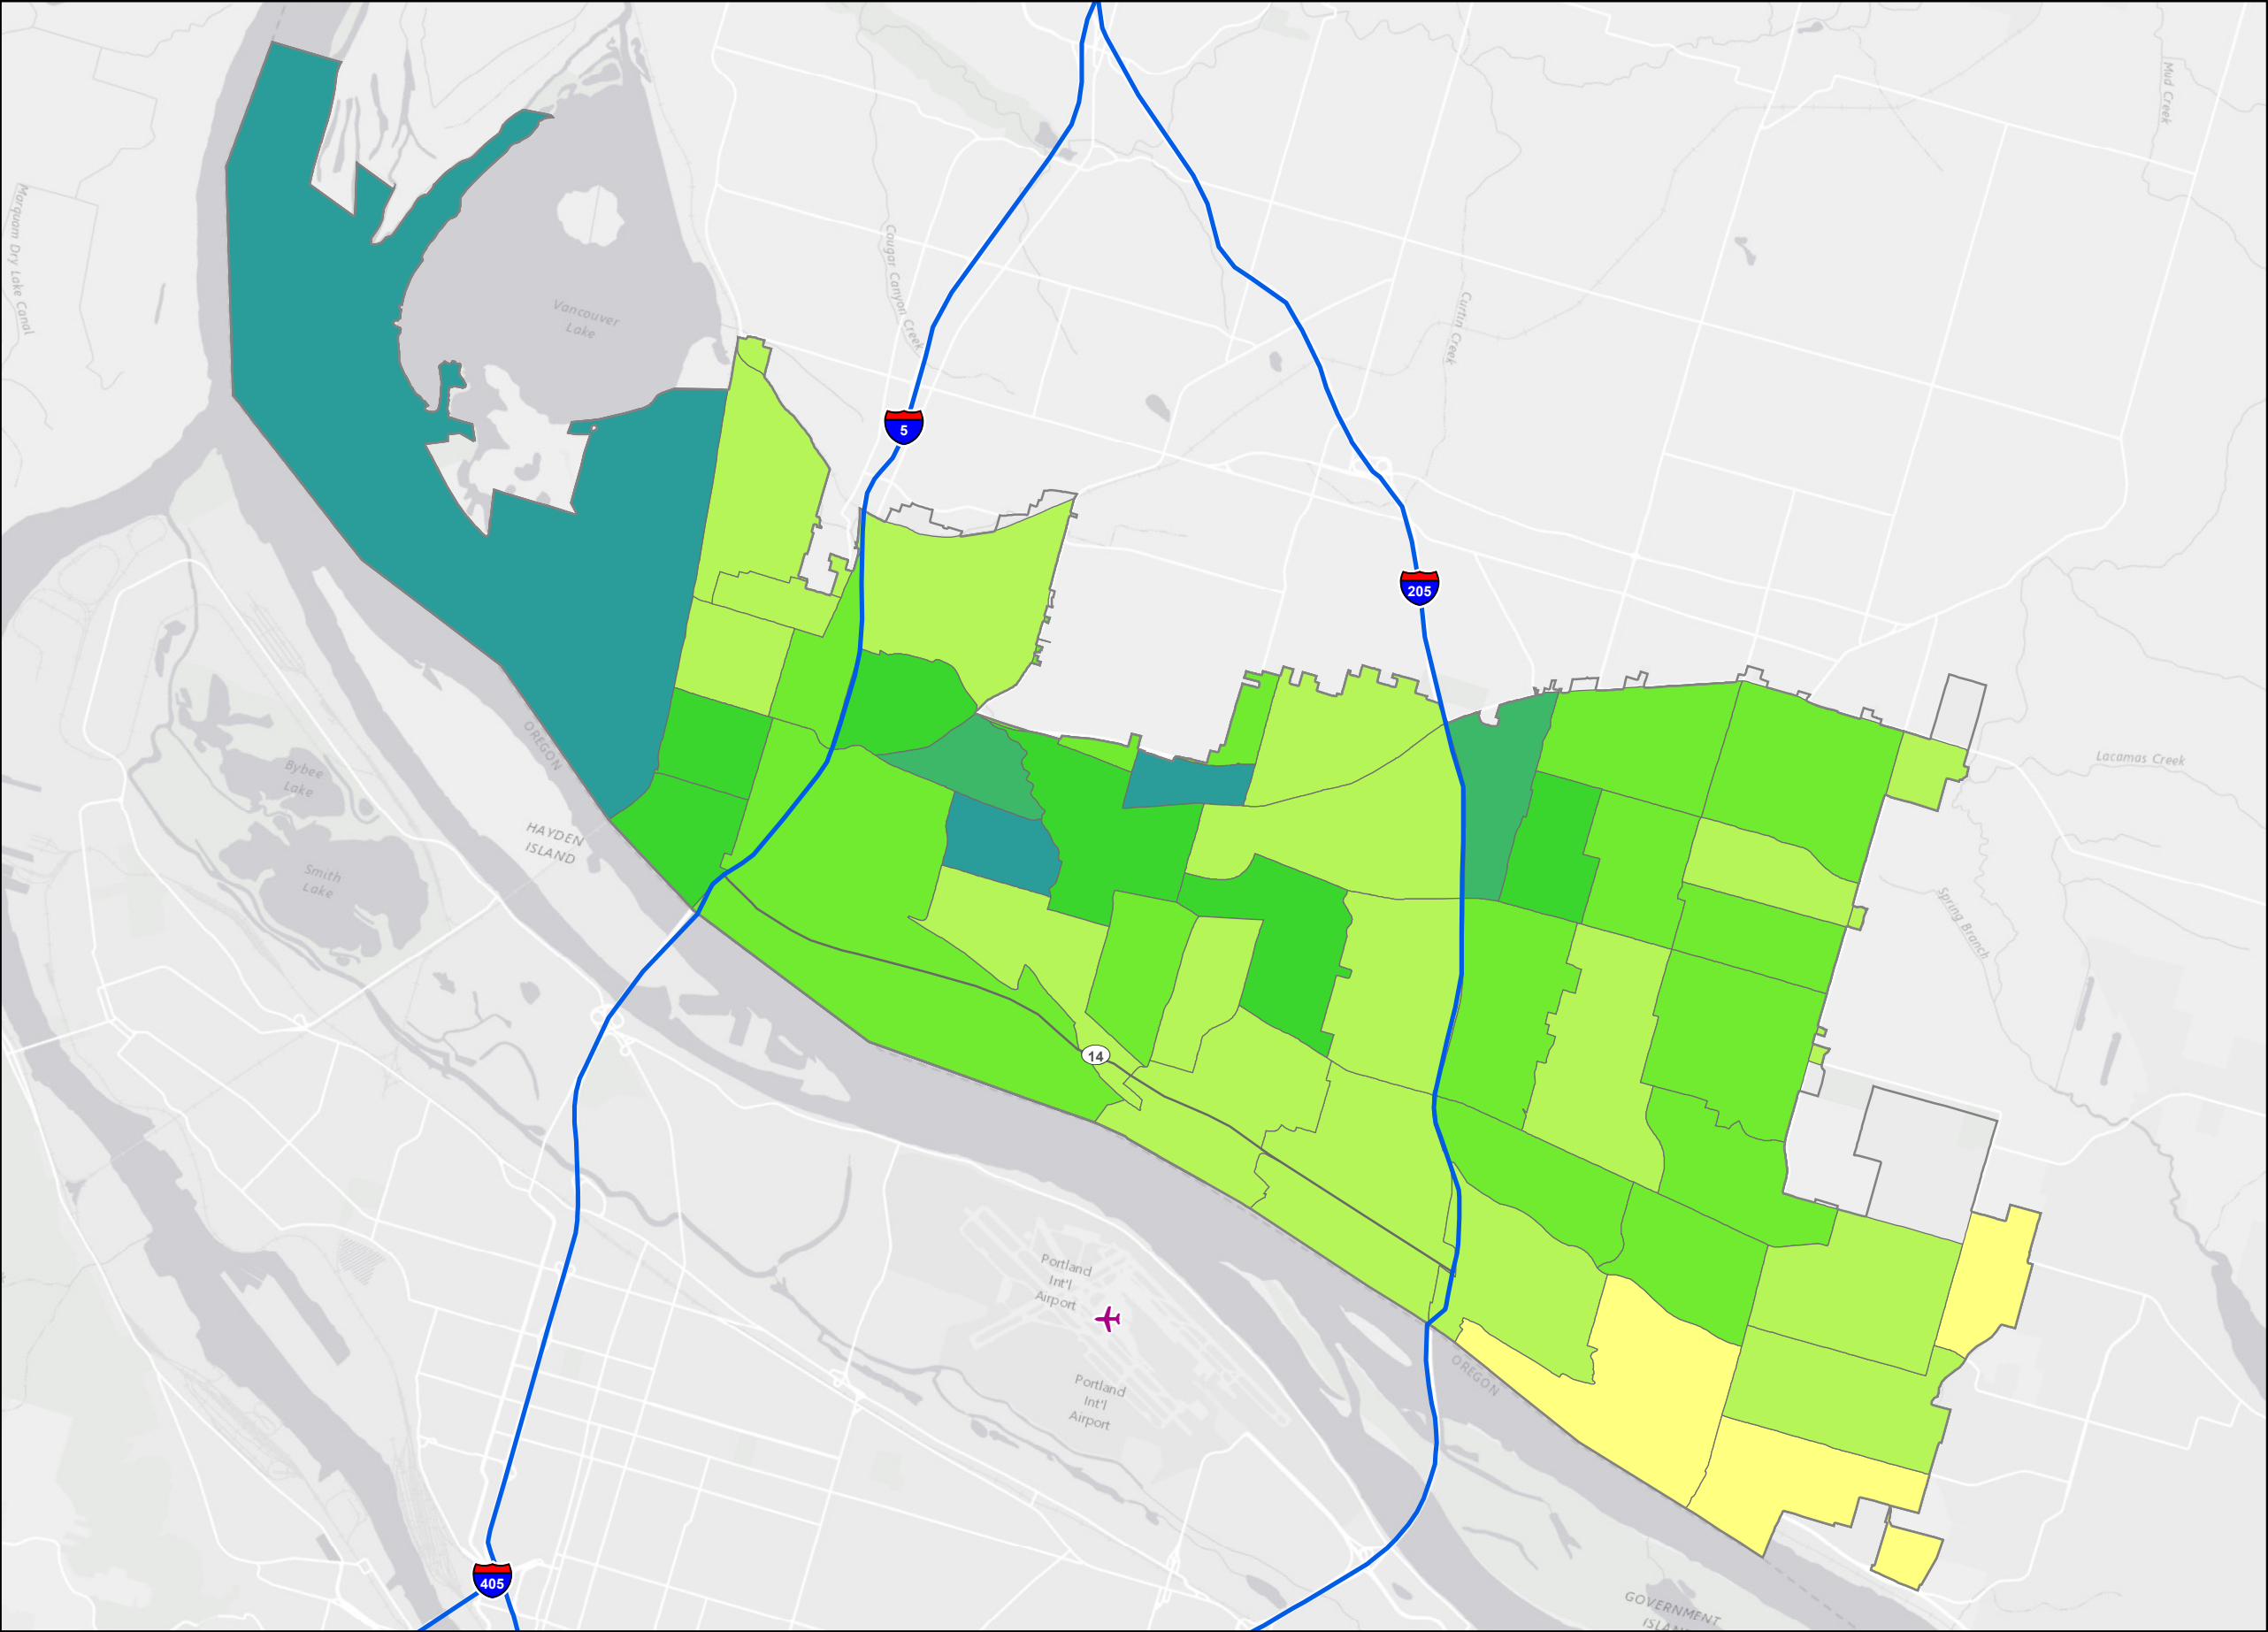 Mud Creek
Marquam Dry Lake Canal
Cougar Canyon Creek
Curtin Creek
Vancouver
Lake
5
205
OREGON
Bybee
Lake
Lacamas Creek
HAYDEN
ISLAND
Smith
Lake
Spring Branch
14
Portland
Int'l
Airport
OREGON
Portland
Int'l
Airport
405
GOVERNMENT